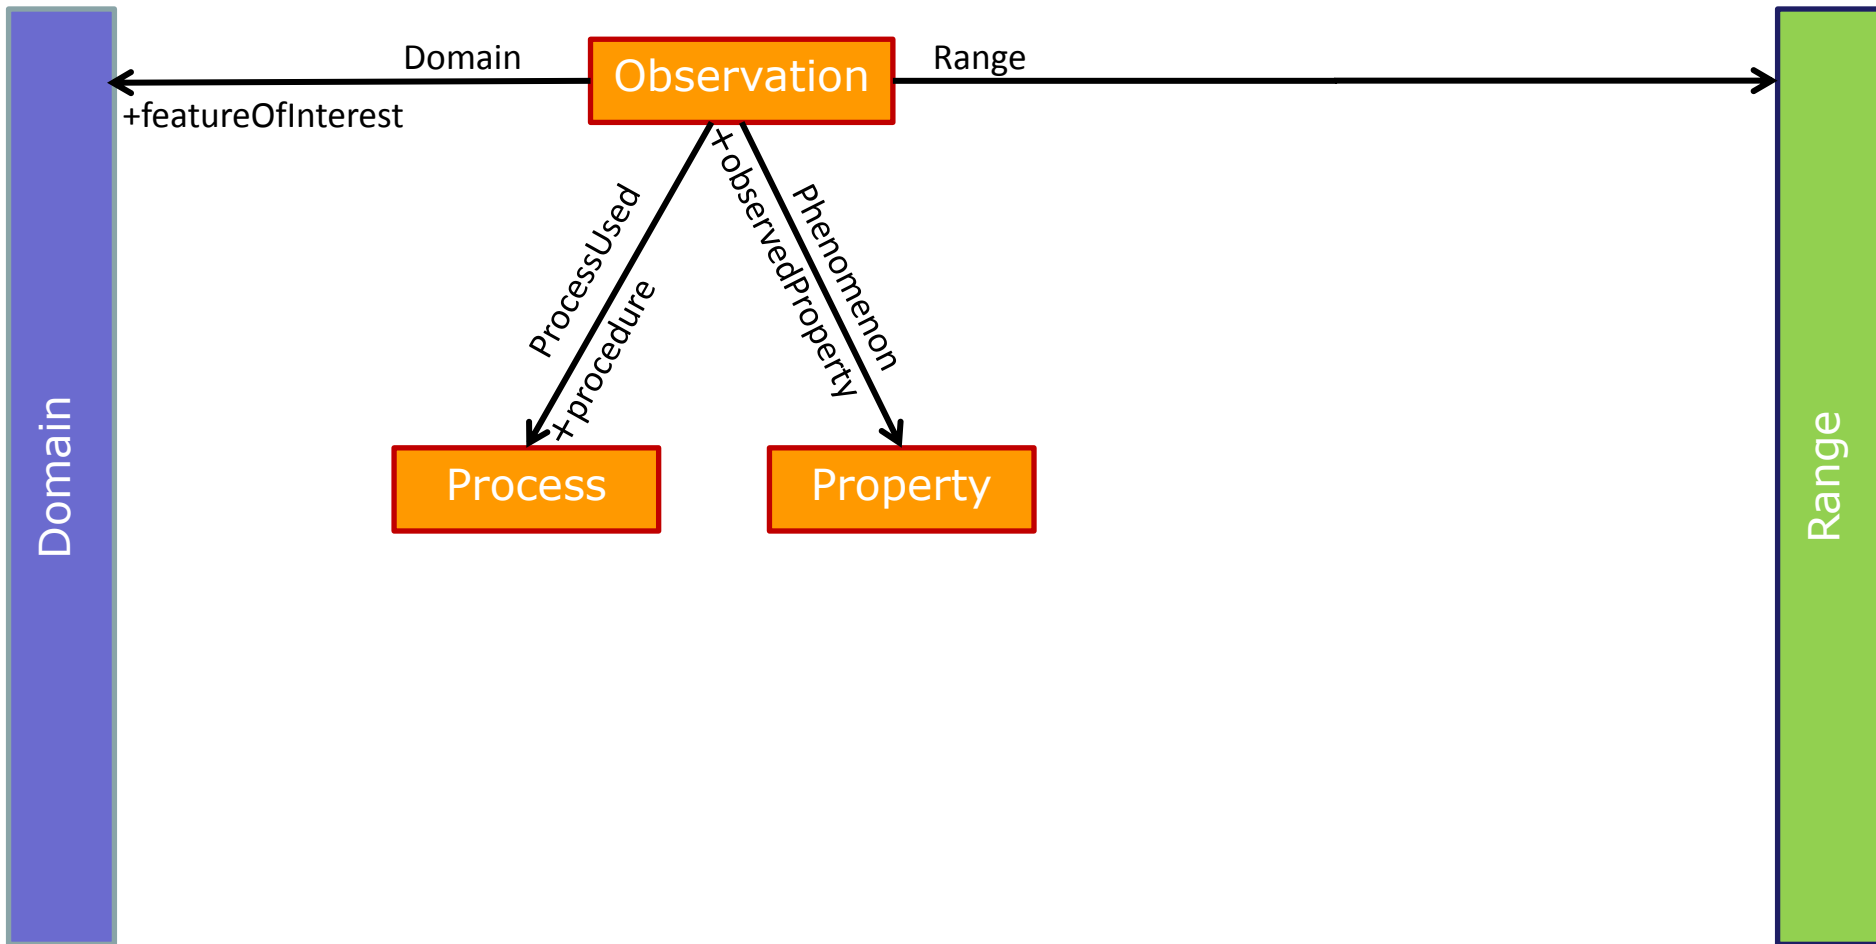 Domain
Observation
Range
+featureOfInterest
ProcessUsed
+procedure
+observedProperty
Phenomenon
Domain
Process
Property
Range